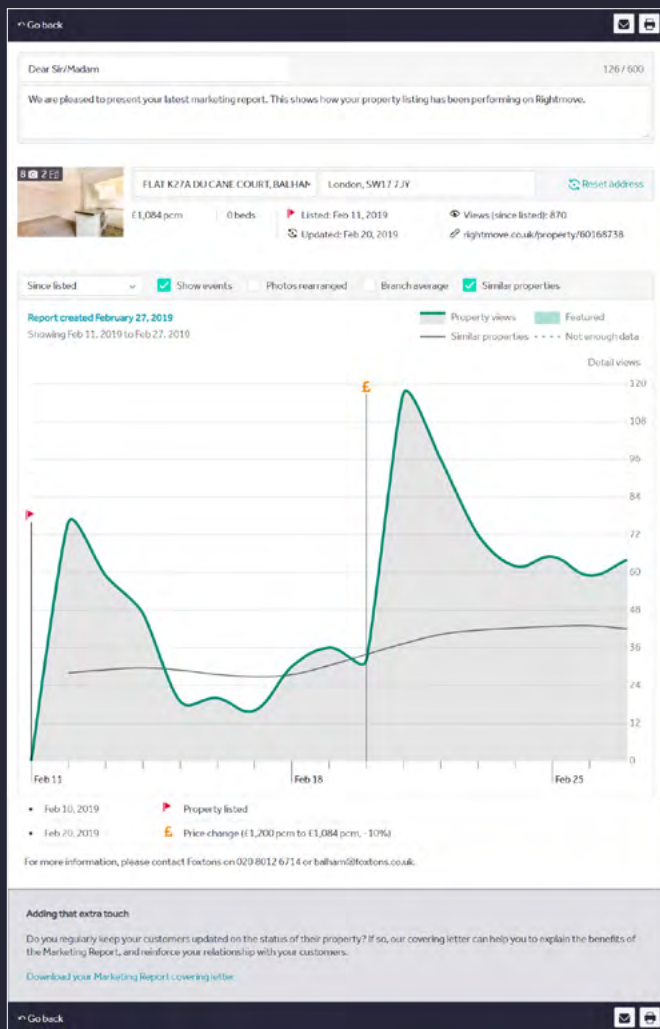 Go back
Dear Sir/Madam
126 / 600
We are pleased to present your latest marketing report. This shows how your property listing has been performing on Rightmove.
8 2
FLAT K27A DU CANE COURT, BALHAM
London, SW17 7JY
Reset address
£1,084 pcm
0 beds
Listed: Feb 11, 2019
Views (since listed): 870
Updated: Feb 20, 2019
rightmove.co.uk/property/60168738
Since listed
Show events
Photos rearranged
Branch average
Similar properties
Report created February 27, 2019
Showing Feb 11, 2019 to Feb 27, 2019
Property views
Featured
Similar properties
Not enough data
Detail views
120
£
108
96
84
72
60
48
36
24
12
0
Feb 11
Feb 18
Feb 25
• Feb 10, 2019
Property listed
• Feb 20, 2019
£ Price change (£1,200 pcm to £1,084 pcm, -10%)
For more information, please contact Foxtons on 020 8012 6714 or balham@foxtons.co.uk.
Adding that extra touch
Do you regularly keep your customers updated on the status of their property? If so, our covering letter can help you to explain the benefits of
the Marketing Report, and reinforce your relationship with your customers.
Download your Marketing Report covering letter
Go back